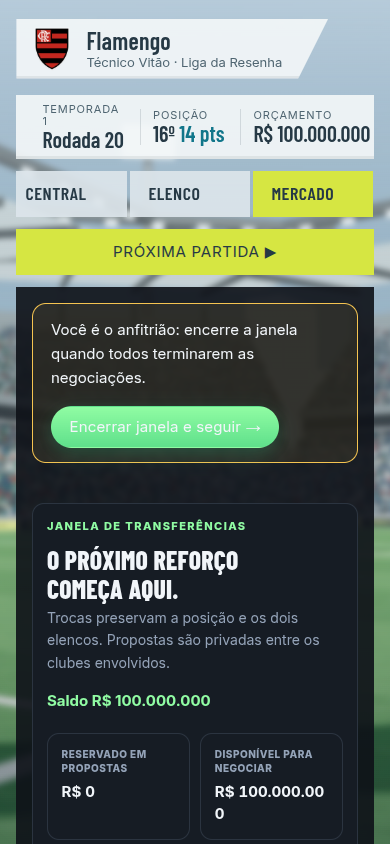 Flamengo
Técnico Vitão · Liga da Resenha
TEMPORADA
1
Rodada 20
POSIÇÃO
16º 14 pts
ORÇAMENTO
R$ 100.000.000
CENTRAL
ELENCO
MERCADO
PRÓXIMA PARTIDA ▶
Você é o anfitrião: encerre a janela
quando todos terminarem as
negociações.
Encerrar janela e seguir →
JANELA DE TRANSFERÊNCIAS
O PRÓXIMO REFORÇO
COMEÇA AQUI.
Trocas preservam a posição e os dois
elencos. Propostas são privadas entre os
clubes envolvidos.
Saldo R$ 100.000.000
RESERVADO EM
PROPOSTAS
R$ 0
DISPONÍVEL PARA
NEGOCIAR
R$ 100.000.00
0